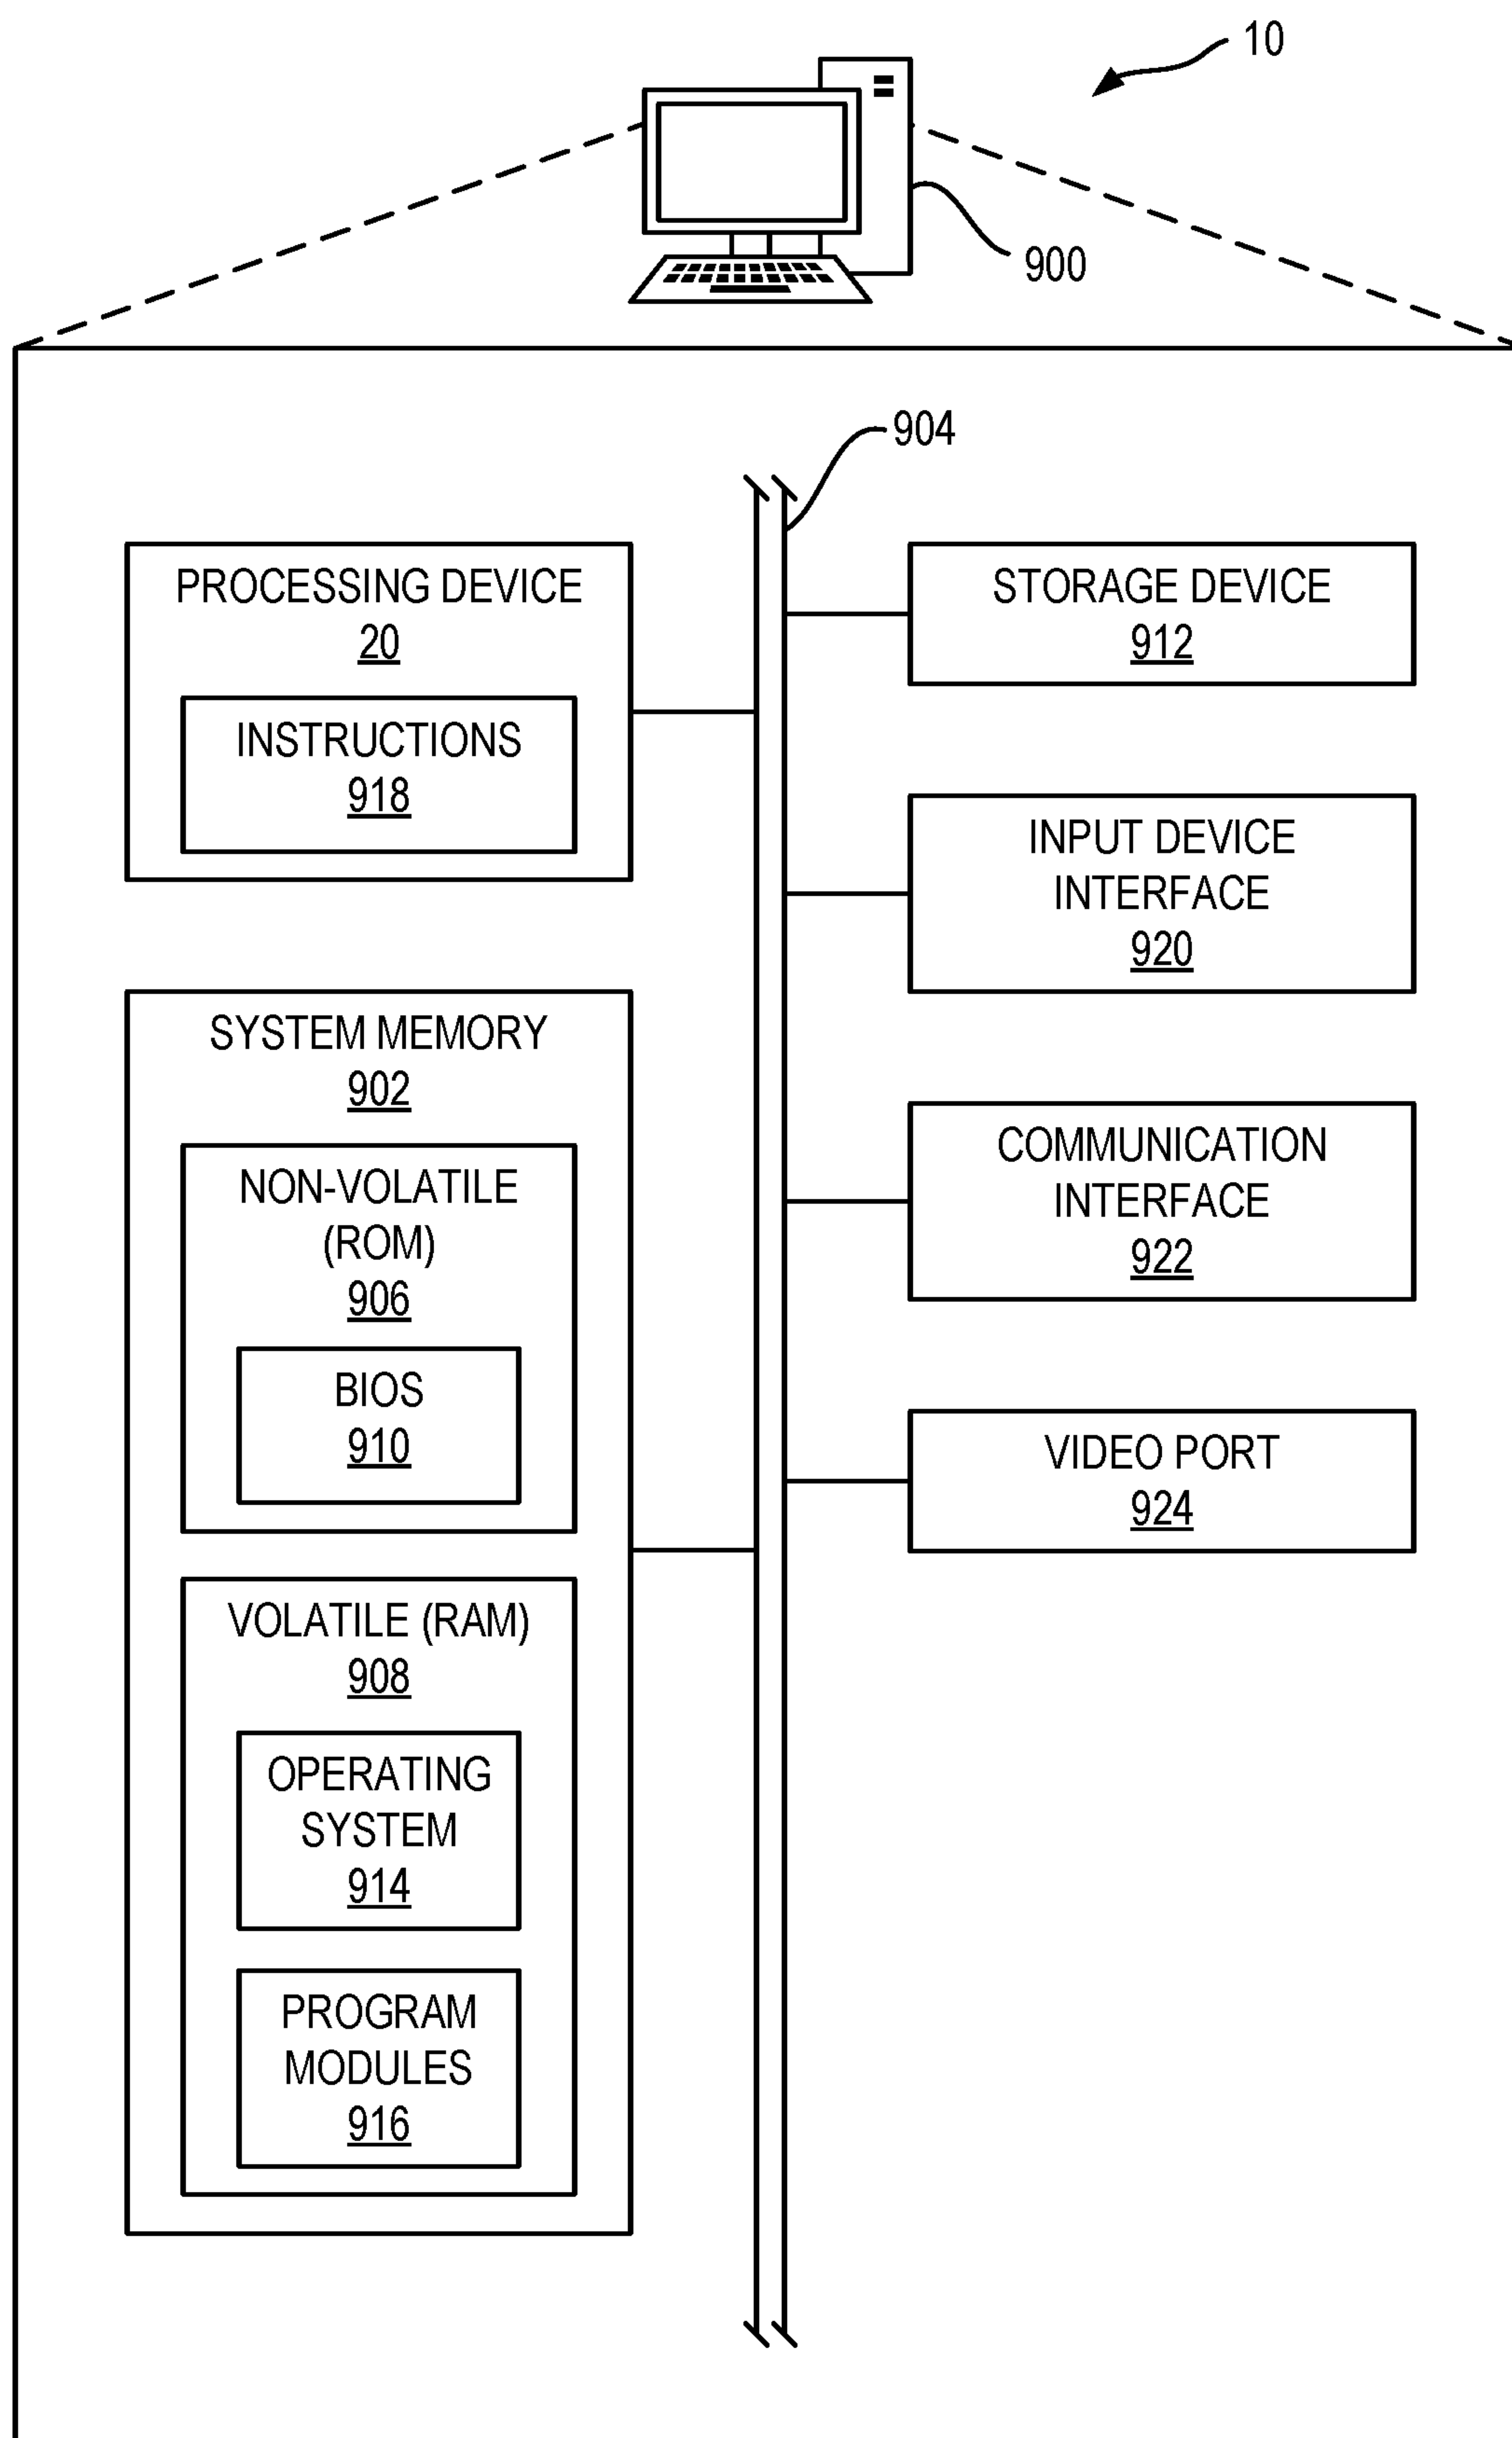 10
900
904
PROCESSING DEVICE
20
INSTRUCTIONS
918
SYSTEM MEMORY
902
NON-VOLATILE
(ROM)
906
BIOS
910
VOLATILE (RAM)
908
OPERATING
SYSTEM
914
PROGRAM
MODULES
916
STORAGE DEVICE
912
INPUT DEVICE
INTERFACE
920
COMMUNICATION
INTERFACE
922
VIDEO PORT
924